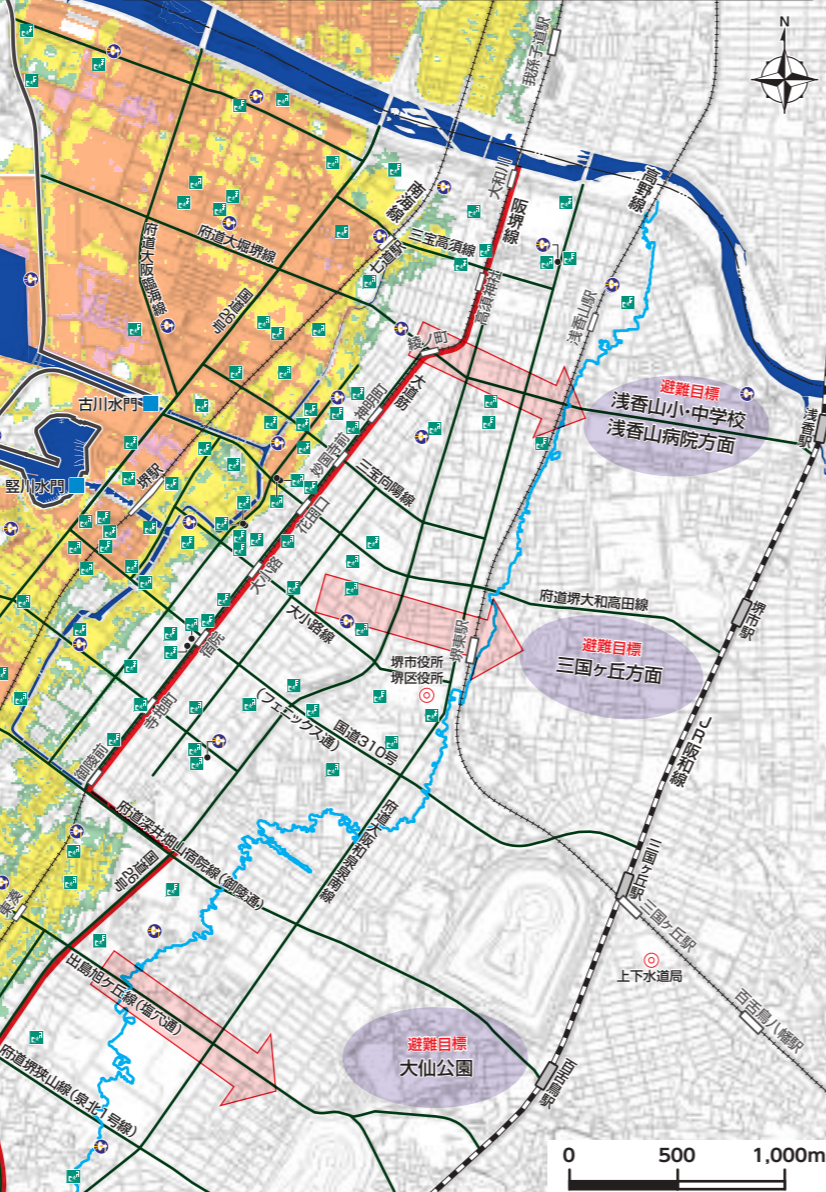 我孫子道駅
N
大和川
高野線
南海線
阪堺線
三宝高須線
七道駅
府道大堀堺線
府道大阪臨海線
国道26号
高須神社
浅香山駅
綾ノ町
避難目標
浅香山小・中学校
浅香山病院方面
浅香駅
古川水門
大道筋
神明町
妙国寺前
竪川水門
堺駅
三宝向陽線
花田口
大小路
府道堺大和高田線
堺市駅
大小路線
宿院
堺東駅
避難目標
三国ヶ丘方面
堺市役所
堺区役所
寺地町
(フェニックス通)
国道310号
JR阪和線
御陵前
府道深井畑山宿院線(御陵通)
府道大阪和泉泉南線
国道26号
三国ヶ丘駅
三国ヶ丘駅
東湊
上下水道局
百舌鳥八幡駅
出島旭ケ丘線(塩穴通)
避難目標
大仙公園
府道堺狭山線(泉北1号線)
百舌鳥駅
0 500 1,000m